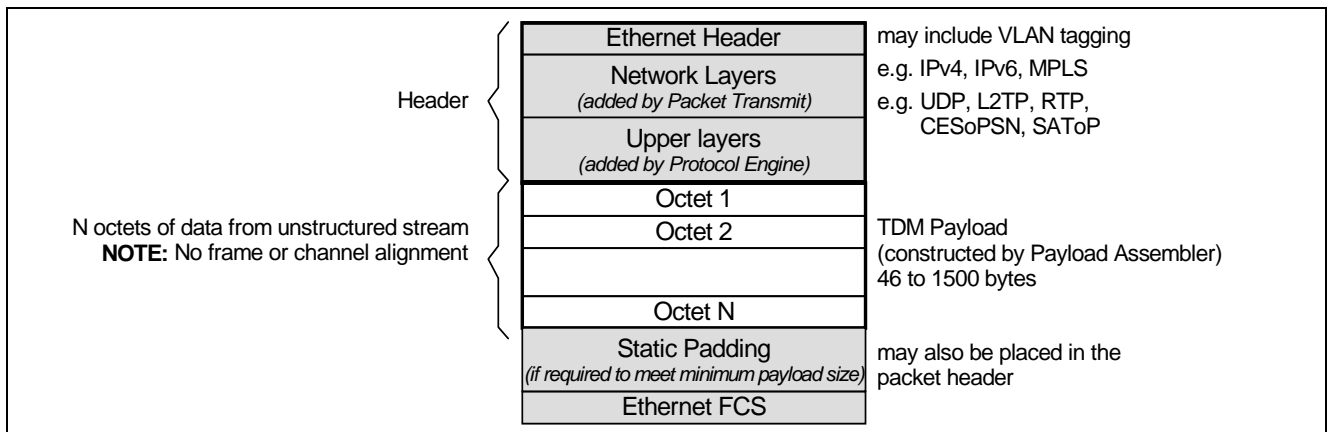 Ethernet Header
may include VLAN tagging
Network Layers
(added by Packet Transmit)
e.g. IPv4, IPv6, MPLS
Header
e.g. UDP, L2TP, RTP,
CESoPSN, SAToP
Upper layers
(added by Protocol Engine)
Octet 1
N octets of data from unstructured stream
NOTE: No frame or channel alignment
Octet 2
TDM Payload
(constructed by Payload Assembler)
46 to 1500 bytes
Octet N
Static Padding
(if required to meet minimum payload size)
may also be placed in the
packet header
Ethernet FCS